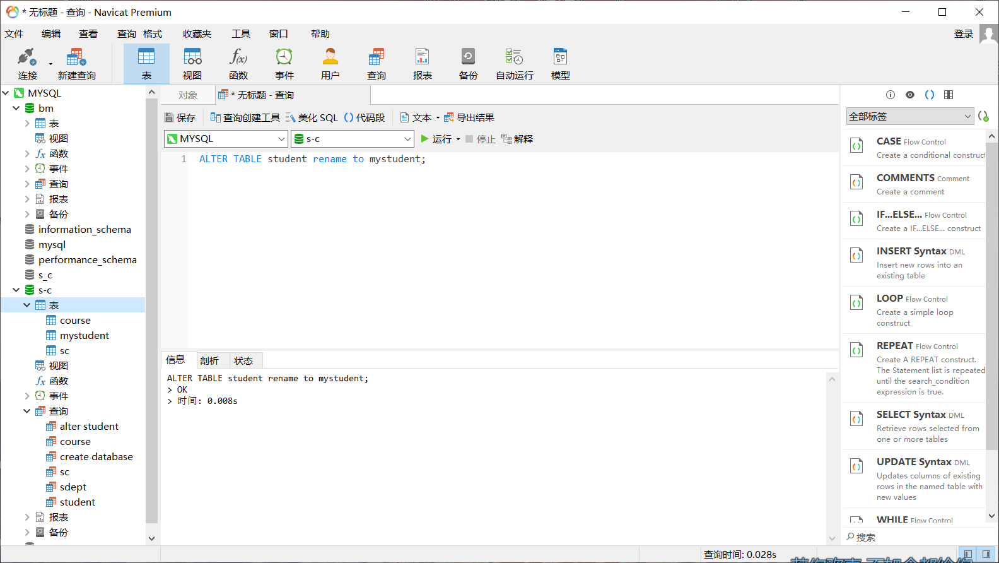 * 无标题 - 查询 - Navicat Premium
文件 编辑 查看 查询 格式 收藏夹 工具 窗口 帮助 登录
连接 新建查询 表 视图 函数 事件 用户 查询 报表 备份 自动运行 模型
MYSQL
bm
表
视图
函数
事件
查询
报表
备份
information_schema
mysql
performance_schema
s_c
s-c
表
course
mystudent
sc
视图
函数
事件
查询
alter student
course
create database
sc
sdept
student
报表
备份
对象 * 无标题 - 查询
保存 查询创建工具 美化 SQL 代码段 文本 导出结果
MYSQL s-c 运行 停止 解释
1 ALTER TABLE student rename to mystudent;
信息 剖析 状态
ALTER TABLE student rename to mystudent;
> OK
> 时间: 0.008s
全部标签
CASE Flow Control
Create a conditional construct
COMMENTS Comment
Create a comment
IF...ELSE... Flow Control
Create a IF...ELSE... construct
INSERT Syntax DML
Insert new rows into an
existing table
LOOP Flow Control
Create a simple loop
construct
REPEAT Flow Control
Create A REPEAT construct.
The Statement list is repeated
until the search_condition
expression is true.
SELECT Syntax DML
Retrieve rows selected from
one or more tables
UPDATE Syntax DML
Updates columns of existing
rows in the named table with
new values
WHILE Flow Control
搜索
查询时间: 0.028s